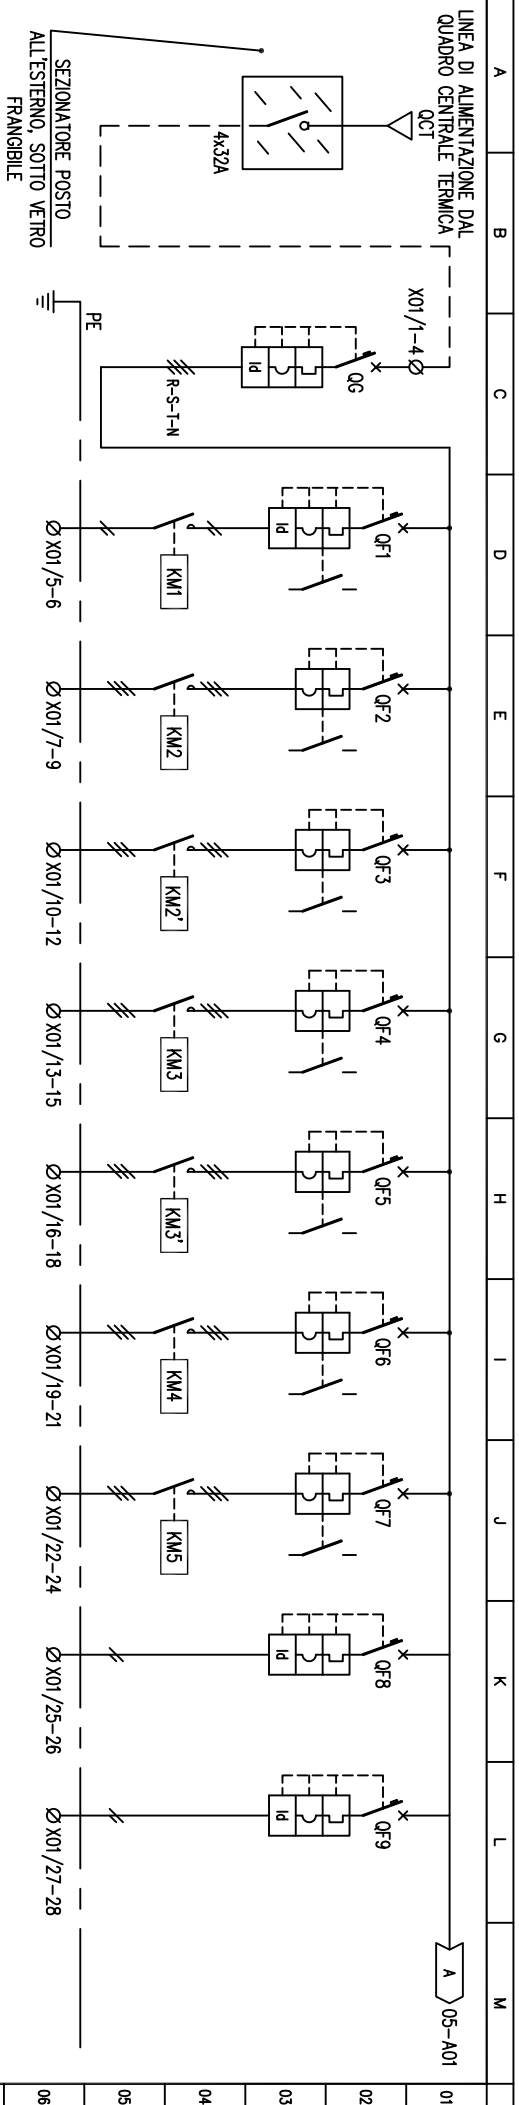 A
B
C
D
E
F
G
H
I
J
K
L
M
01
02
03
04
05
06
LINEA DI ALIMENTAZIONE DAL
QUADRO CENTRALE TERMICA
QCT
4x32A
SEZIONATORE POSTO
ALL'ESTERNO, SOTTO VETRO
FRANGIBILE
X01/1-4
QG
Id
R-S-T-N
PE
QF1
Id
KM1
X01/5-6
QF2
KM2
X01/7-9
QF3
KM2'
X01/10-12
QF4
KM3
X01/13-15
QF5
KM3'
X01/16-18
QF6
KM4
X01/19-21
QF7
KM5
X01/22-24
QF8
Id
X01/25-26
QF9
Id
X01/27-28
A
05-A01